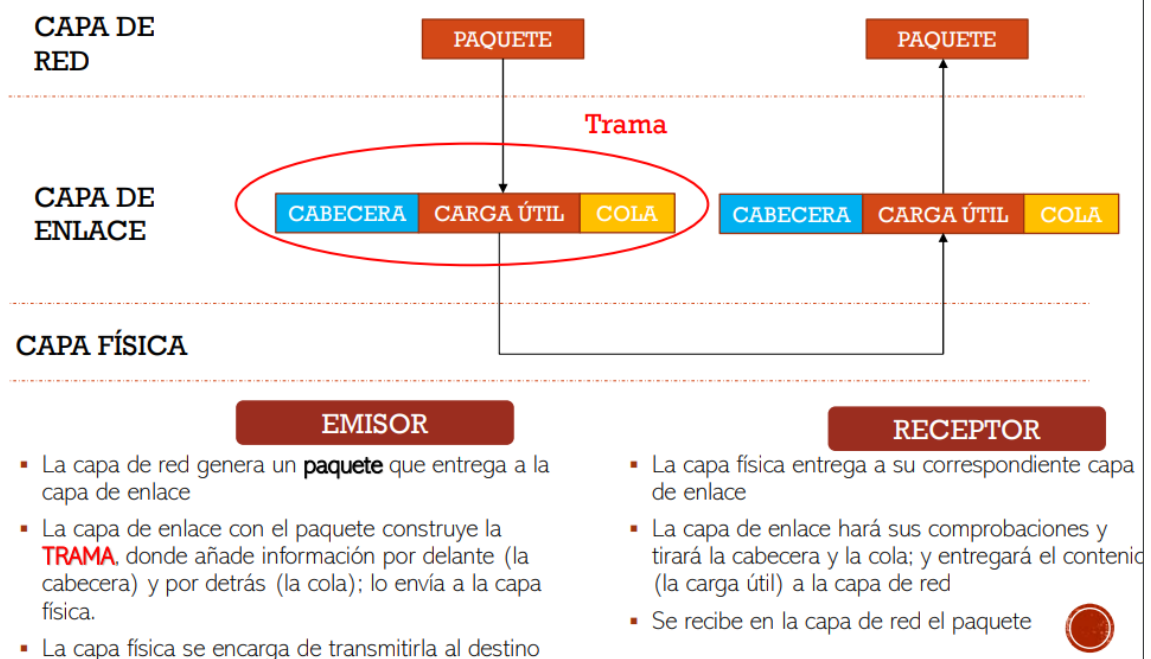 CAPA DE
RED
PAQUETE
PAQUETE
Trama
CAPA DE
ENLACE
CABECERA CARGA ÚTIL COLA
CABECERA CARGA ÚTIL COLA
CAPA FÍSICA
EMISOR
▪ La capa de red genera un paquete que entrega a la
capa de enlace
▪ La capa de enlace con el paquete construye la
TRAMA, donde añade información por delante (la
cabecera) y por detrás (la cola); lo envía a la capa
física.
▪ La capa física se encarga de transmitirla al destino
RECEPTOR
▪ La capa física entrega a su correspondiente capa
de enlace
▪ La capa de enlace hará sus comprobaciones y
tirará la cabecera y la cola; y entregará el
(la carga útil) a la capa de red
▪ Se recibe en la capa de red el paquete